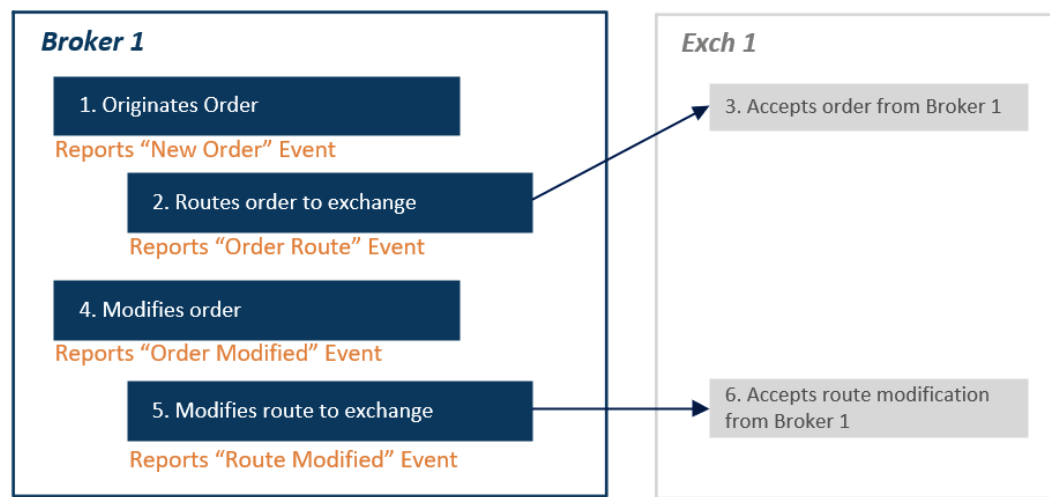 Broker 1
1. Originates Order
Reports “New Order” Event
2. Routes order to exchange
Reports “Order Route” Event
4. Modifies order
Reports “Order Modified” Event
5. Modifies route to exchange
Reports “Route Modified” Event
Exch 1
3. Accepts order from Broker 1
6. Accepts route modification
from Broker 1